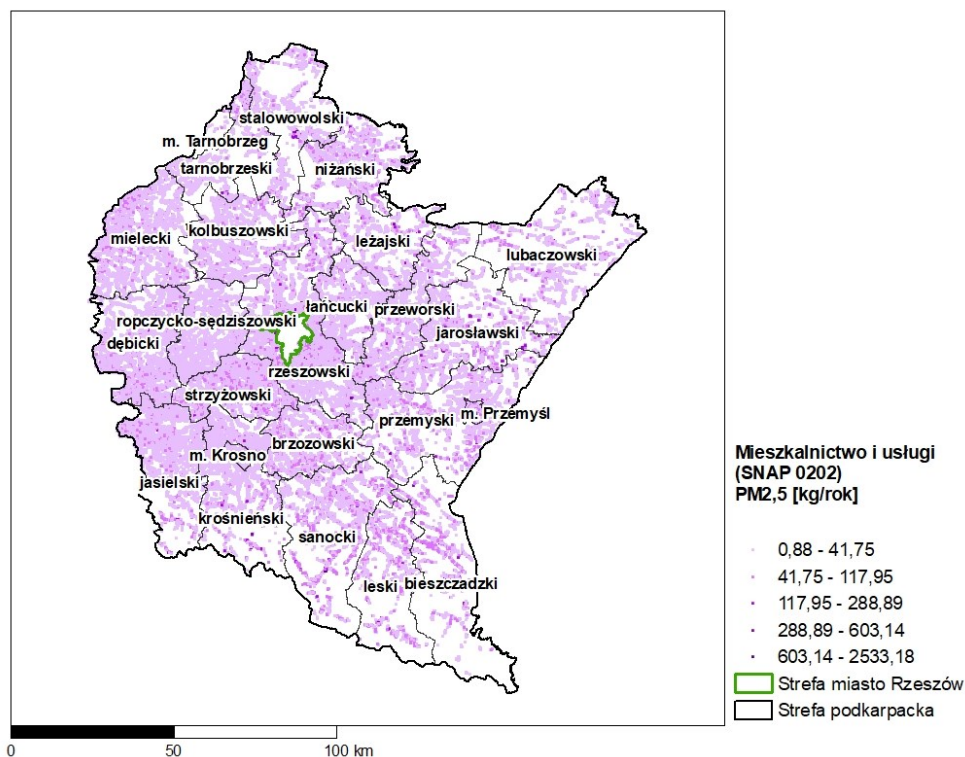 stalowowolski
m. Tarnobrzeg
tarnobrzeski
niżański
kolbuszowski
mielecki
leżajski
lubaczowski
łańcucki
przeworski
ropczycko-sędziszowski
jarosławski
dębicki
rzeszowski
strzyżowski
m. Przemyśl
przemyski
brzozowski
m. Krosno
jasielski
krośnieński
sanocki
leski
bieszczadzki
Mieszkalnictwo i usługi
(SNAP 0202)
PM2,5 [kg/rok]
0,88 - 41,75
41,75 - 117,95
117,95 - 288,89
288,89 - 603,14
603,14 - 2533,18
Strefa miasto Rzeszów
Strefa podkarpacka
0 50 100 km